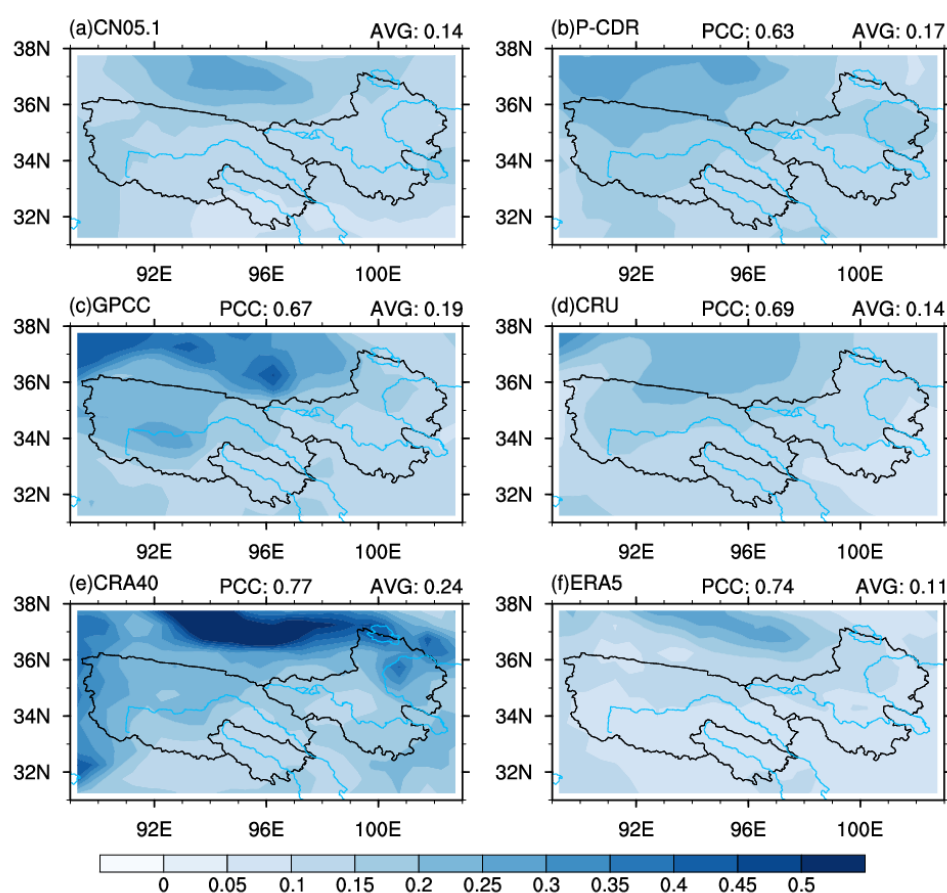 (a)CN05.1 AVG: 0.14
38N
36N
34N
32N
92E 96E 100E
(b)P-CDR PCC: 0.63 AVG: 0.17
38N
36N
34N
32N
92E 96E 100E
(c)GPCC PCC: 0.67 AVG: 0.19
38N
36N
34N
32N
92E 96E 100E
(d)CRU PCC: 0.69 AVG: 0.14
38N
36N
34N
32N
92E 96E 100E
(e)CRA40 PCC: 0.77 AVG: 0.24
38N
36N
34N
32N
92E 96E 100E
(f)ERA5 PCC: 0.74 AVG: 0.11
38N
36N
34N
32N
92E 96E 100E
0 0.05 0.1 0.15 0.2 0.25 0.3 0.35 0.4 0.45 0.5